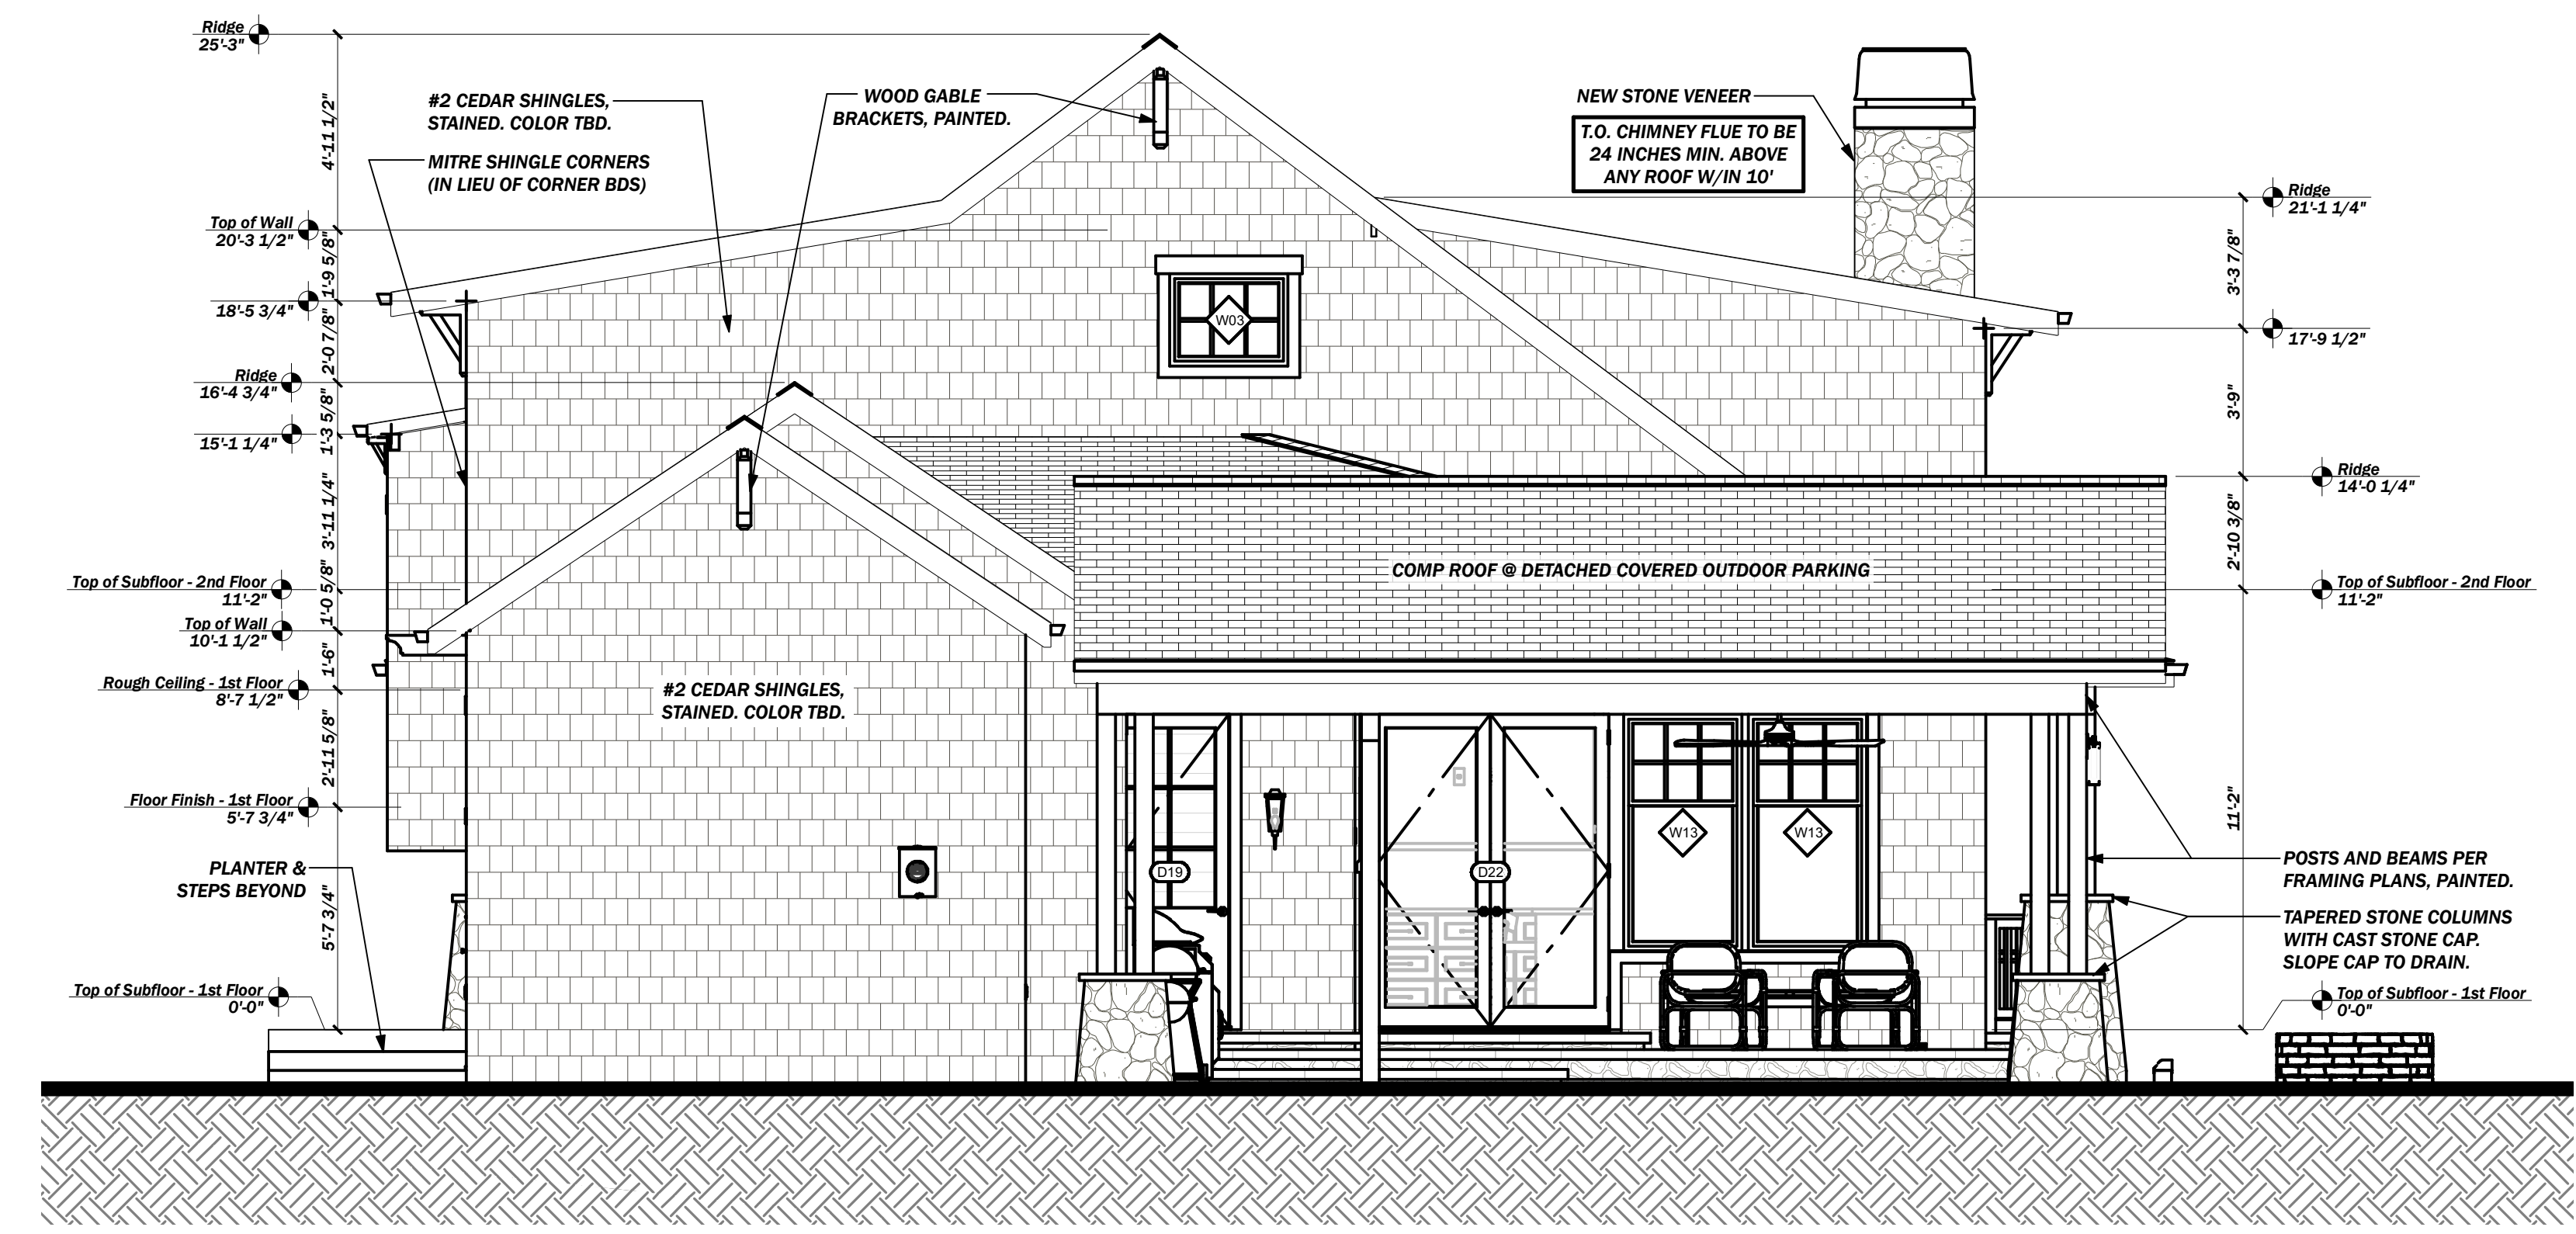 Ridge
25'-3"
4'-11 1/2"
#2 CEDAR SHINGLES,
STAINED. COLOR TBD.
MITRE SHINGLE CORNERS
(IN LIEU OF CORNER BDS)
WOOD GABLE
BRACKETS, PAINTED.
NEW STONE VENEER
T.O. CHIMNEY FLUE TO BE
24 INCHES MIN. ABOVE
ANY ROOF W/IN 10'
Ridge
21'-1 1/4"
Top of Wall
20'-3 1/2"
1'-9 5/8"
3'-3 7/8"
18'-5 3/4"
17'-9 1/2"
2'-0 7/8"
W03
Ridge
16'-4 3/4"
3'-9"
1'-3 5/8"
15'-1 1/4"
Ridge
14'-0 1/4"
3'-11 1/4"
2'-10 3/8"
COMP ROOF @ DETACHED COVERED OUTDOOR PARKING
Top of Subfloor - 2nd Floor
11'-2"
Top of Subfloor - 2nd Floor
11'-2"
1'-0 5/8"
Top of Wall
10'-1 1/2"
1'-6"
Rough Ceiling - 1st Floor
8'-7 1/2"
#2 CEDAR SHINGLES,
STAINED. COLOR TBD.
2'-11 5/8"
Floor Finish - 1st Floor
5'-7 3/4"
11'-2"
W13
W13
PLANTER &
STEPS BEYOND
D19
D22
POSTS AND BEAMS PER
FRAMING PLANS, PAINTED.
5'-7 3/4"
TAPERED STONE COLUMNS
WITH CAST STONE CAP.
SLOPE CAP TO DRAIN.
Top of Subfloor - 1st Floor
0'-0"
Top of Subfloor - 1st Floor
0'-0"